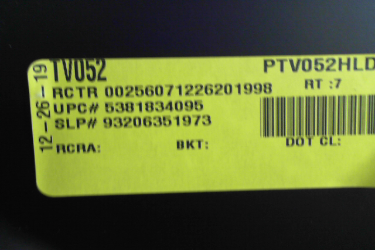 TV052 PTV052HLD
RCTR 00256071226201998 RT :7
UPC# 5381834095
SLP# 93206351973
RCRA: BKT: DOT CL:
12-26-19